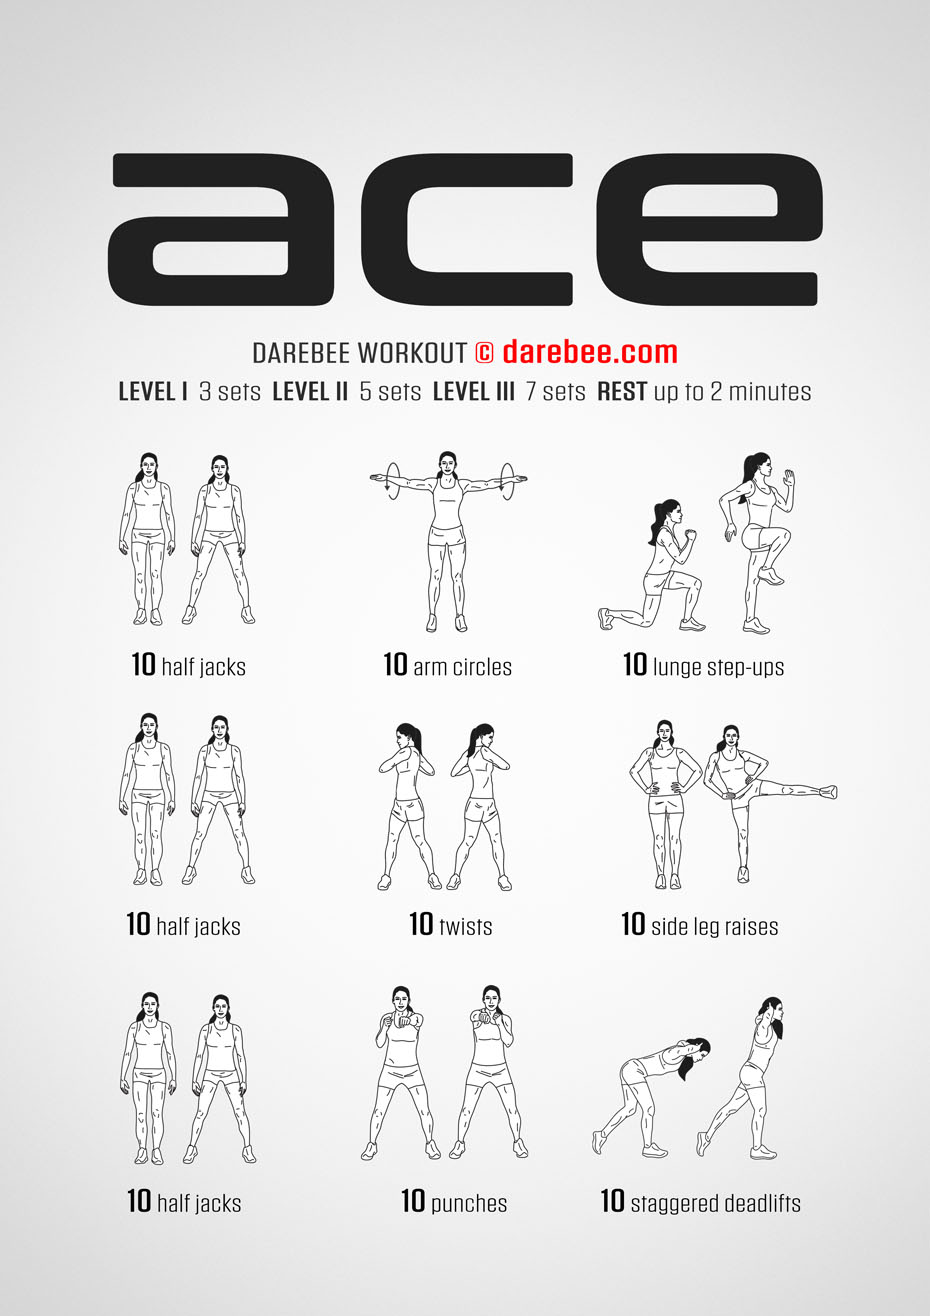 ace
DAREBEE WORKOUT © darebee.com
LEVEL I 3 sets LEVEL II 5 sets LEVEL III 7 sets REST up to 2 minutes
10 half jacks
10 arm circles
10 lunge step-ups
10 half jacks
10 twists
10 side leg raises
10 half jacks
10 punches
10 staggered deadlifts